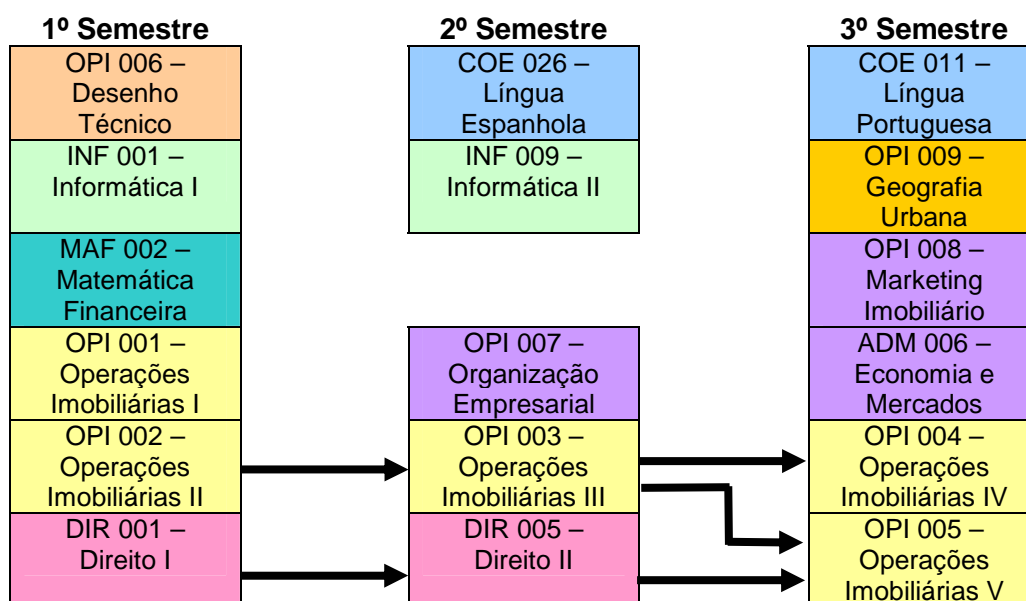 1º Semestre
OPI 006 –
Desenho
Técnico
INF 001 –
Informática I
MAF 002 –
Matemática
Financeira
OPI 001 –
Operações
Imobiliárias I
OPI 002 –
Operações
Imobiliárias II
DIR 001 –
Direito I
2º Semestre
COE 026 –
Língua
Espanhola
INF 009 –
Informática II
OPI 007 –
Organização
Empresarial
OPI 003 –
Operações
Imobiliárias III
DIR 005 –
Direito II
3º Semestre
COE 011 –
Língua
Portuguesa
OPI 009 –
Geografia
Urbana
OPI 008 –
Marketing
Imobiliário
ADM 006 –
Economia e
Mercados
OPI 004 –
Operações
Imobiliárias IV
OPI 005 –
Operações
Imobiliárias V